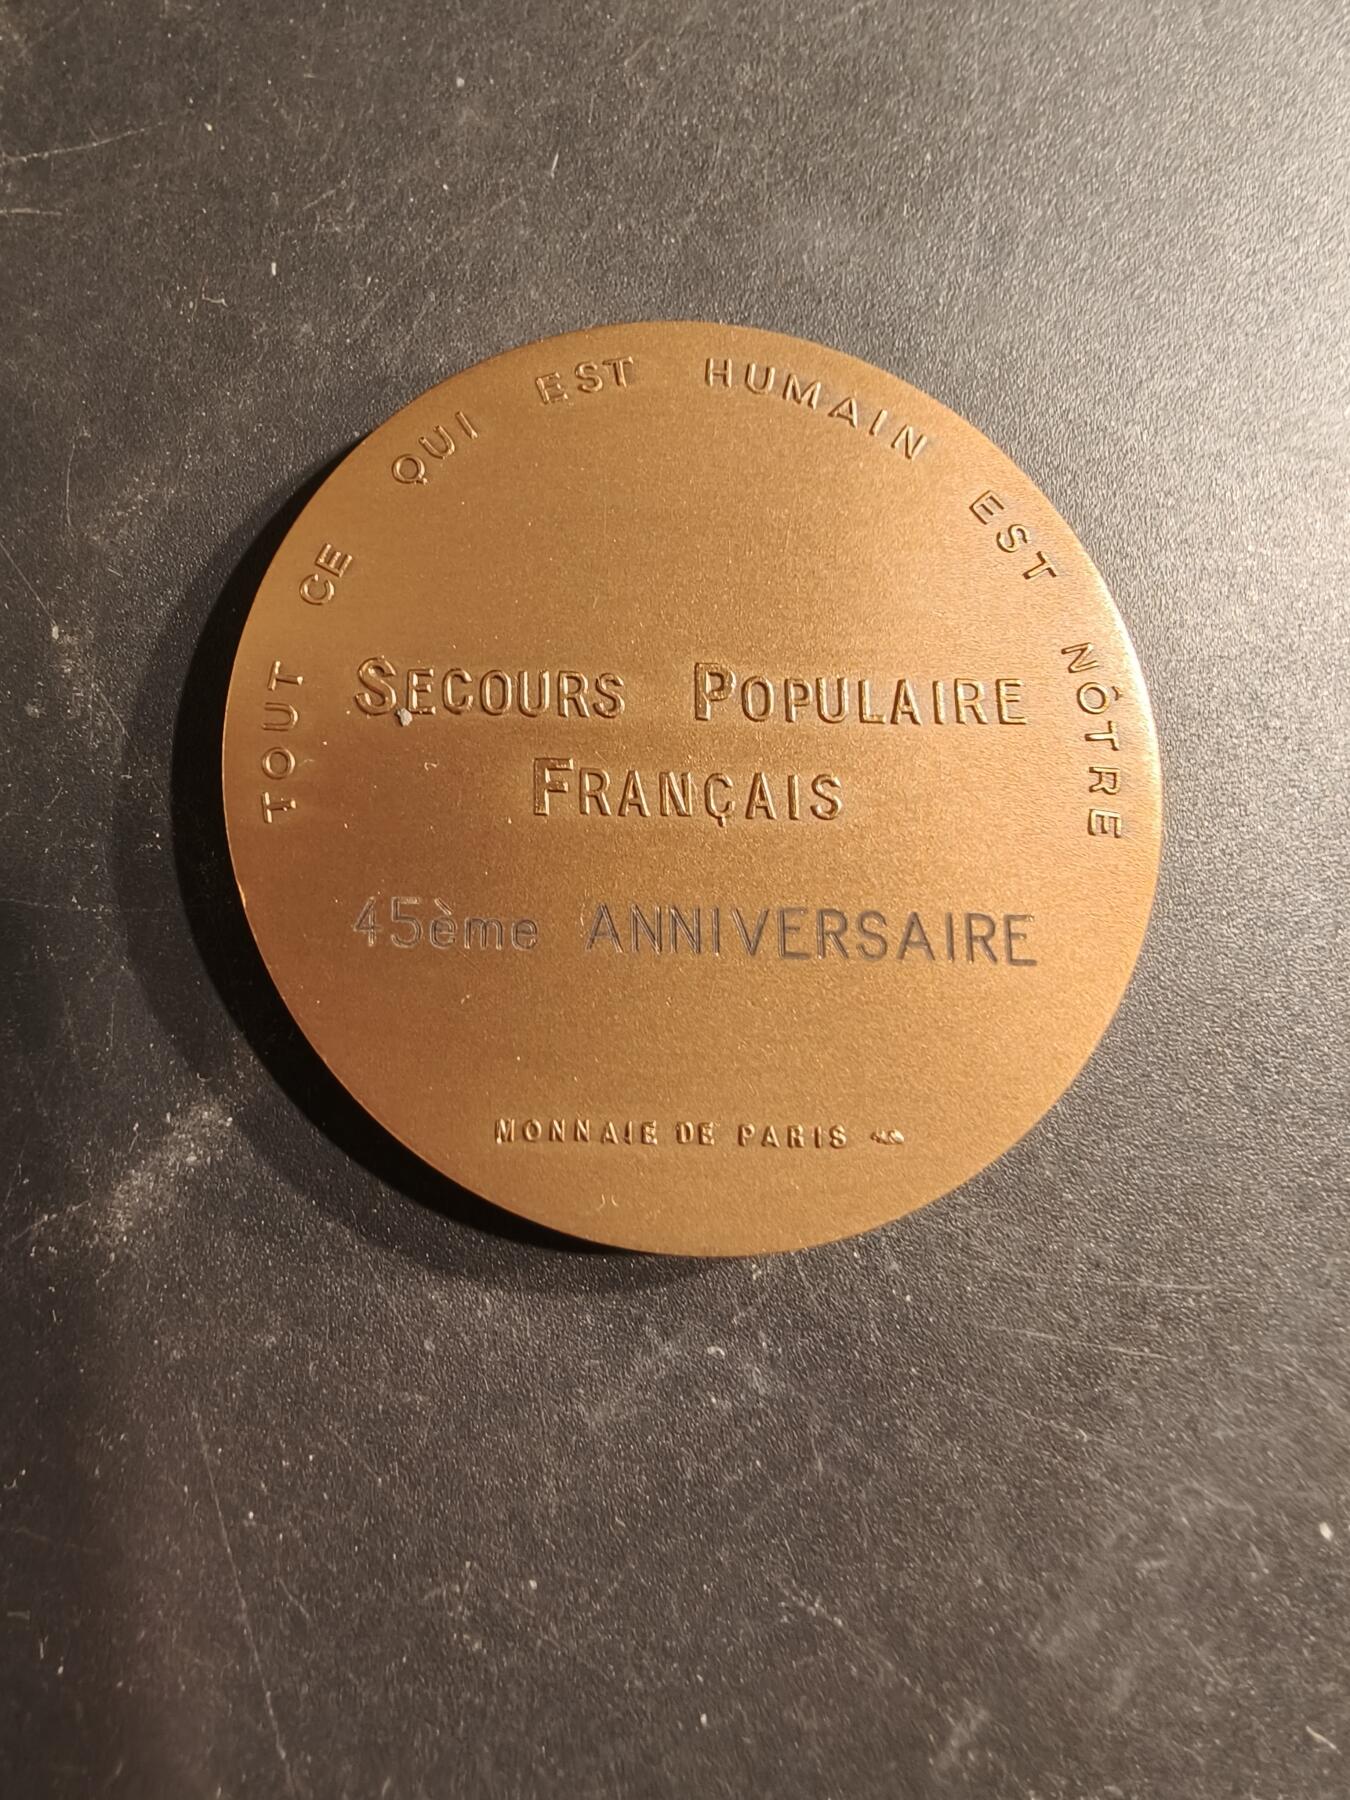 TOUT CE QUI EST HUMAIN EST NÔTRE
SECOURS POPULAIRE
FRANÇAIS
45ème ANNIVERSAIRE
MONNAIE DE PARIS